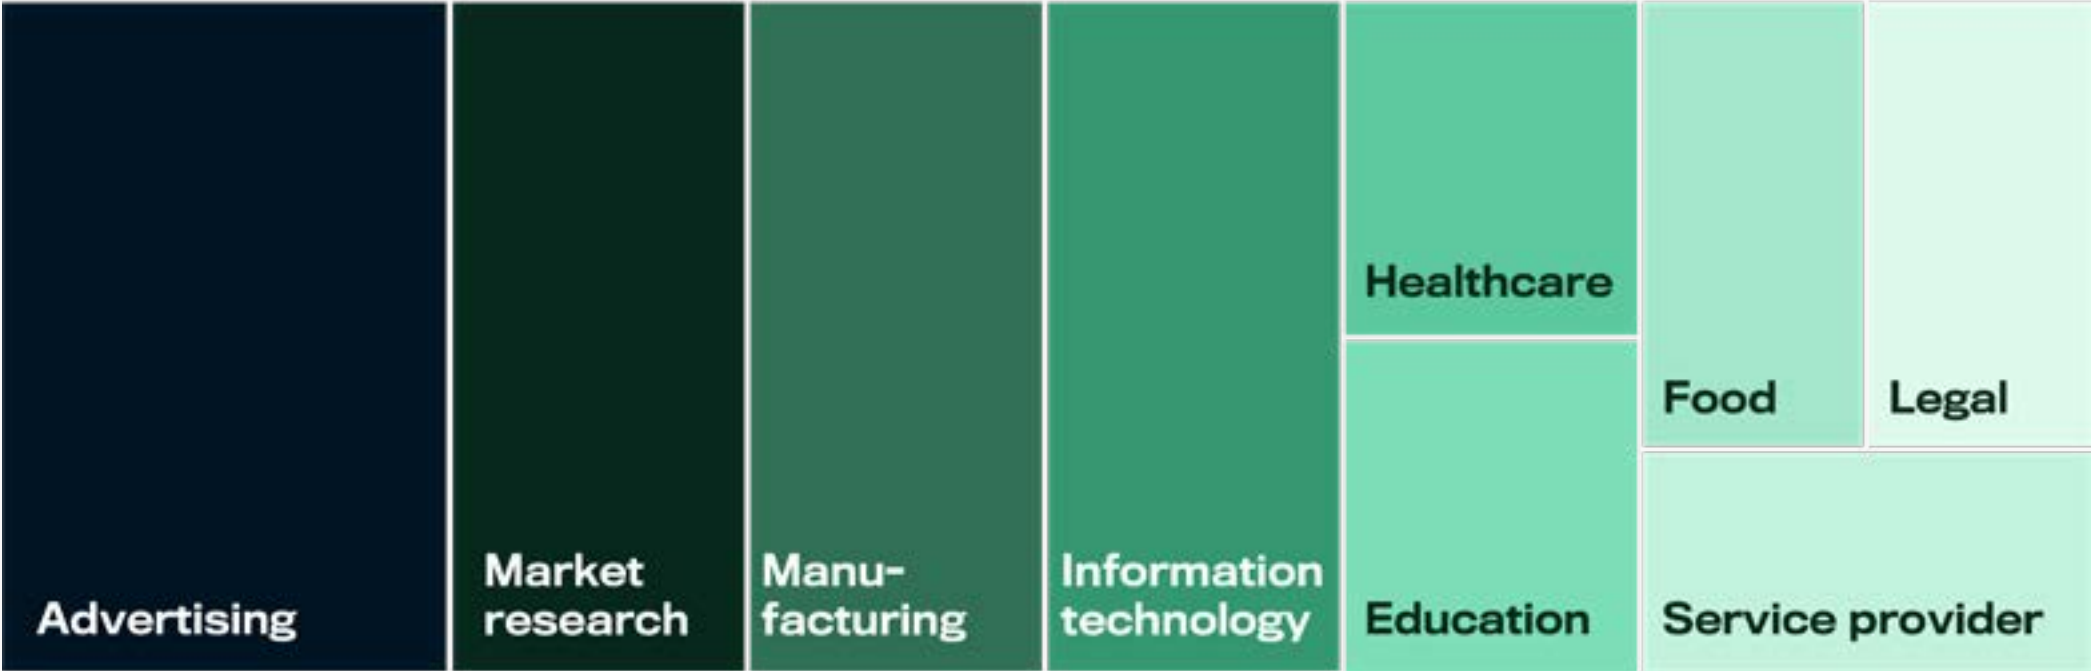 Advertising
Market
research
Manu-
facturing
Information
technology
Healthcare
Education
Food
Legal
Service provider